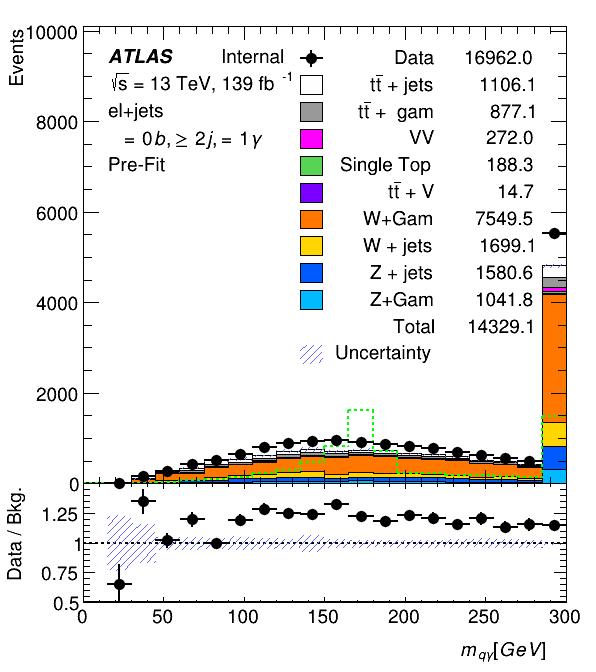 Events
10000
8000
6000
4000
2000
0
ATLAS Internal
√s = 13 TeV, 139 fb -1
el+jets
= 0b, ≥ 2j, = 1γ
Pre-Fit
Data 16962.0
tt̄ + jets 1106.1
tt̄ + gam 877.1
VV 272.0
Single Top 188.3
tt̄ + V 14.7
W+Gam 7549.5
W + jets 1699.1
Z + jets 1580.6
Z+Gam 1041.8
Total 14329.1
Uncertainty
Data / Bkg.
1.25
1
0.75
0.5
0 50 100 150 200 250 300
m_qγ[GeV]